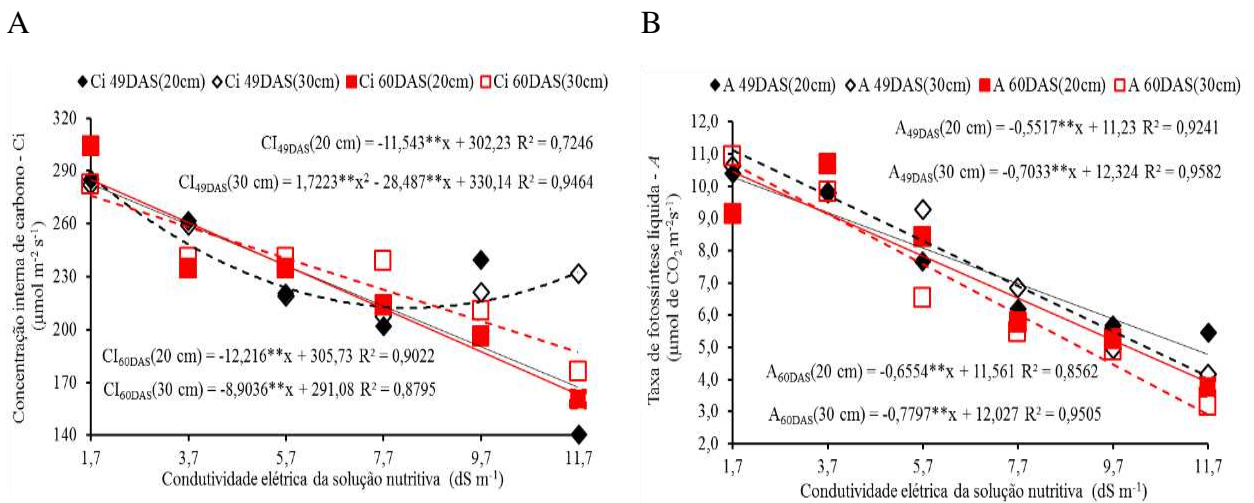 A
◆ Ci 49DAS(20cm) ◇ Ci 49DAS(30cm) ■ Ci 60DAS(20cm) □ Ci 60DAS(30cm)
Concentração interna de carbono - Ci
(µmol m⁻² s⁻¹)
320
290
260
230
200
170
140
CI49DAS(20 cm) = -11,543**x + 302,23 R² = 0,7246
CI49DAS(30 cm) = 1,7223**x² - 28,487**x + 330,14 R² = 0,9464
CI60DAS(20 cm) = -12,216**x + 305,73 R² = 0,9022
CI60DAS(30 cm) = -8,9036**x + 291,08 R² = 0,8795
1,7 3,7 5,7 7,7 9,7 11,7
Condutividade elétrica da solução nutritiva (dS m⁻¹)
B
◆ A 49DAS(20cm) ◇ A 49DAS(30cm) ■ A 60DAS(20cm) □ A 60DAS(30cm)
Taxa de fotossíntese liquida - A
(µmol de CO₂ m⁻² s⁻¹)
12,0
11,0
10,0
9,0
8,0
7,0
6,0
5,0
4,0
3,0
2,0
A49DAS(20 cm) = -0,5517**x + 11,23 R² = 0,9241
A49DAS(30 cm) = -0,7033**x + 12,324 R² = 0,9582
A60DAS(20 cm) = -0,6554**x + 11,561 R² = 0,8562
A60DAS(30 cm) = -0,7797**x + 12,027 R² = 0,9505
1,7 3,7 5,7 7,7 9,7 11,7
Condutividade elétrica da solução nutritiva (dS m⁻¹)